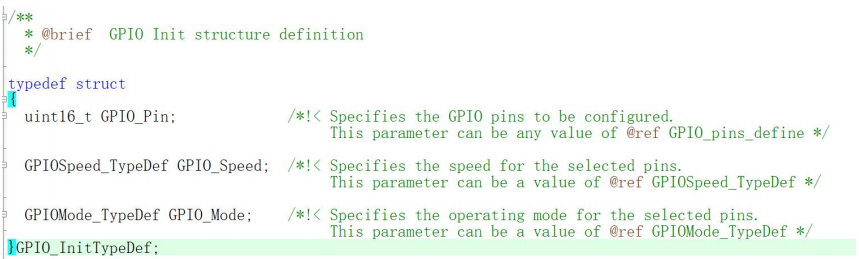 /**
  * @brief  GPIO Init structure definition
  */
typedef struct
{
  uint16_t GPIO_Pin;             /*!< Specifies the GPIO pins to be configured.
                                      This parameter can be any value of @ref GPIO_pins_define */
  GPIOSpeed_TypeDef GPIO_Speed;  /*!< Specifies the speed for the selected pins.
                                      This parameter can be a value of @ref GPIOSpeed_TypeDef */
  GPIOMode_TypeDef GPIO_Mode;    /*!< Specifies the operating mode for the selected pins.
                                      This parameter can be a value of @ref GPIOMode_TypeDef */
}GPIO_InitTypeDef;